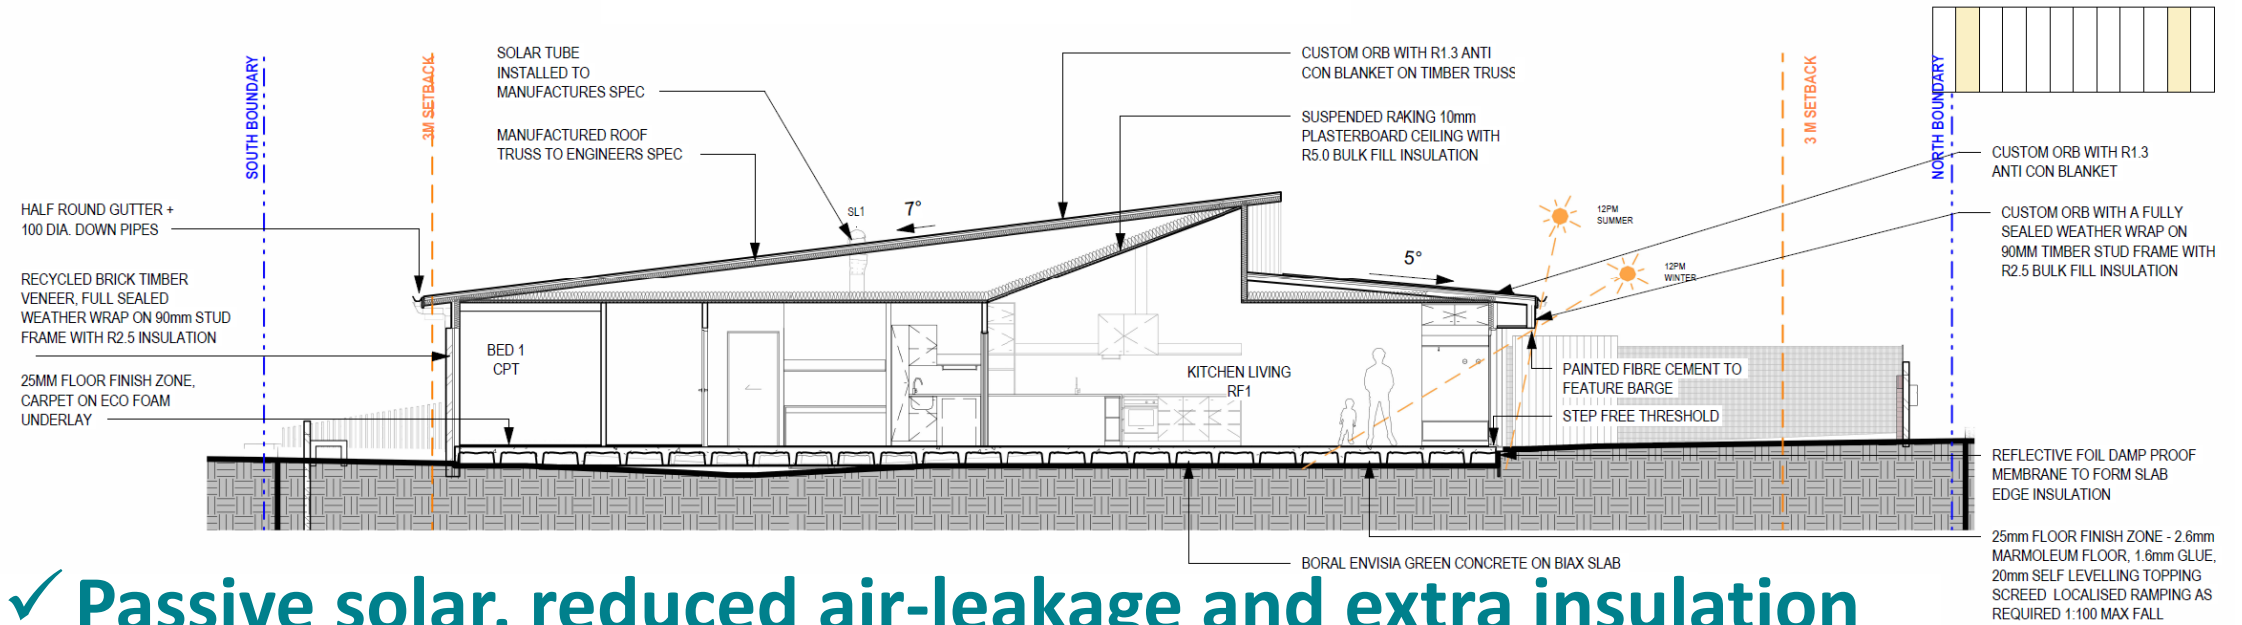 SOUTH BOUNDARY
3M SETBACK
SOLAR TUBE
INSTALLED TO
MANUFACTURES SPEC
MANUFACTURED ROOF
TRUSS TO ENGINEERS SPEC
CUSTOM ORB WITH R1.3 ANTI
CON BLANKET ON TIMBER TRUSS
SUSPENDED RAKING 10mm
PLASTERBOARD CEILING WITH
R5.0 BULK FILL INSULATION
3 M SETBACK
NORTH BOUNDARY
CUSTOM ORB WITH R1.3
ANTI CON BLANKET
CUSTOM ORB WITH A FULLY
SEALED WEATHER WRAP ON
90MM TIMBER STUD FRAME WITH
R2.5 BULK FILL INSULATION
HALF ROUND GUTTER +
100 DIA. DOWN PIPES
RECYCLED BRICK TIMBER
VENEER, FULL SEALED
WEATHER WRAP ON 90mm STUD
FRAME WITH R2.5 INSULATION
25MM FLOOR FINISH ZONE,
CARPET ON ECO FOAM
UNDERLAY
SL1
7°
5°
12PM
SUMMER
12PM
WINTER
BED 1
CPT
KITCHEN LIVING
RF1
PAINTED FIBRE CEMENT TO
FEATURE BARGE
STEP FREE THRESHOLD
REFLECTIVE FOIL DAMP PROOF
MEMBRANE TO FORM SLAB
EDGE INSULATION
25mm FLOOR FINISH ZONE - 2.6mm
MARMOLEUM FLOOR, 1.6mm GLUE,
20mm SELF LEVELLING TOPPING
SCREED LOCALISED RAMPING AS
REQUIRED 1:100 MAX FALL
BORAL ENVISIA GREEN CONCRETE ON BIAX SLAB
✓ Passive solar, reduced air-leakage and extra insulation